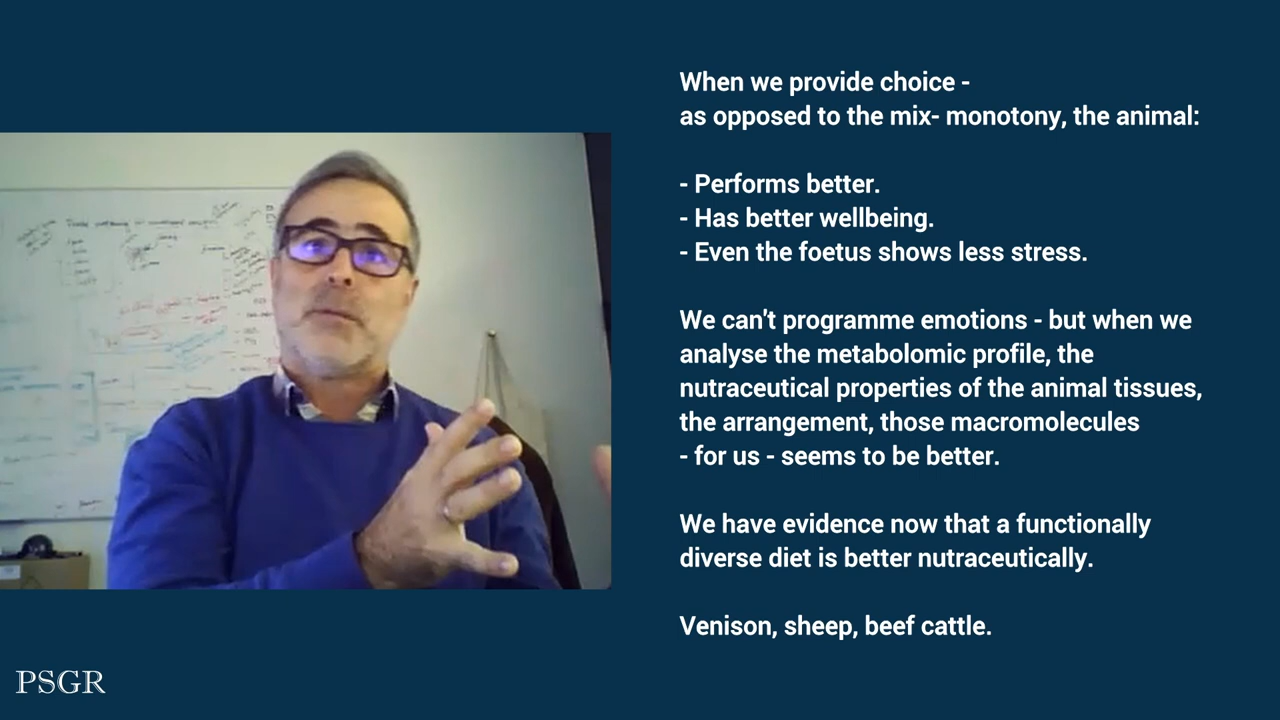 When we provide choice -
as opposed to the mix- monotony, the animal:
- Performs better.
- Has better wellbeing.
- Even the foetus shows less stress.
We can't programme emotions - but when we
analyse the metabolomic profile, the
nutraceutical properties of the animal tissues,
the arrangement, those macromolecules
- for us - seems to be better.
We have evidence now that a functionally
diverse diet is better nutraceutically.
Venison, sheep, beef cattle.
PSGR